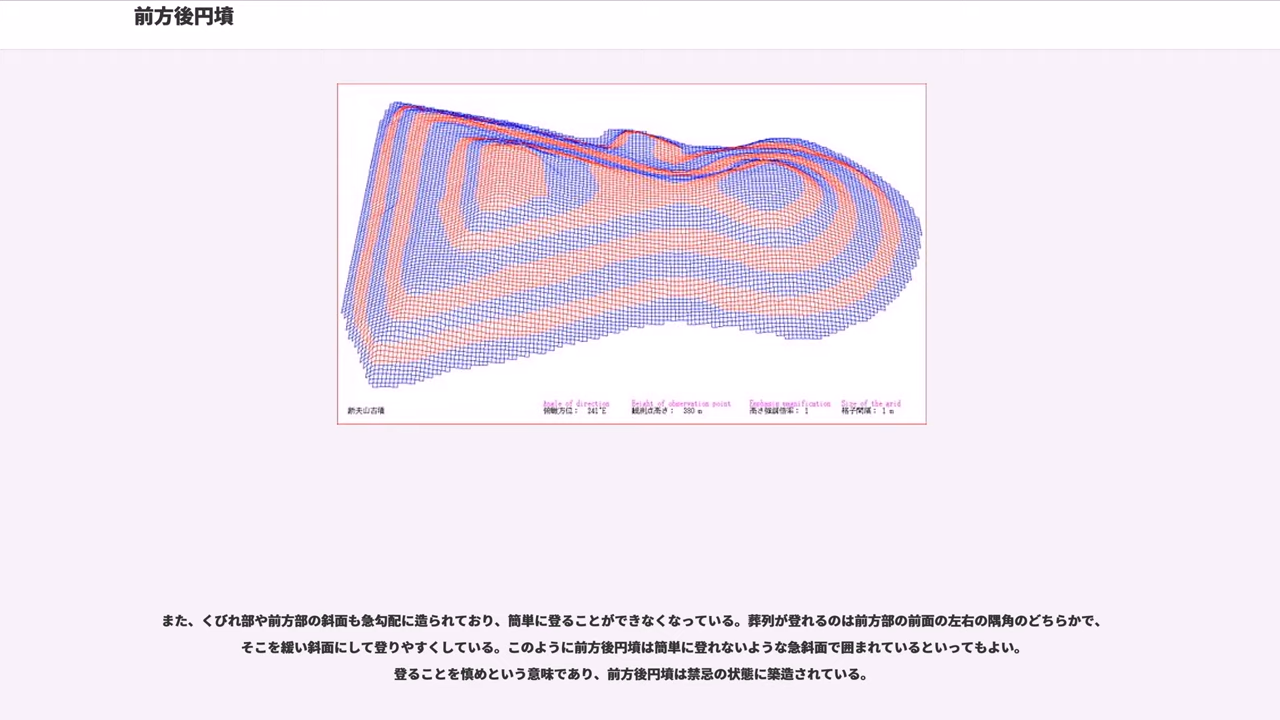 前方後円墳
Angle of direction Height of observation point Emphasis magnification Size of the grid
俯瞰方位： 241°E 観測点高さ： 380 m 高さ強調倍率： 1 格子間隔： 1 m
また、くびれ部や前方部の斜面も急勾配に造られており、簡単に登ることができなくなっている。葬列が登れるのは前方部の前面の左右の隅角のどちらかで、
そこを緩い斜面にして登りやすくしている。このように前方後円墳は簡単に登れないような急斜面で囲まれているといってもよい。
登ることを慎めという意味であり、前方後円墳は禁忌の状態に築造されている。